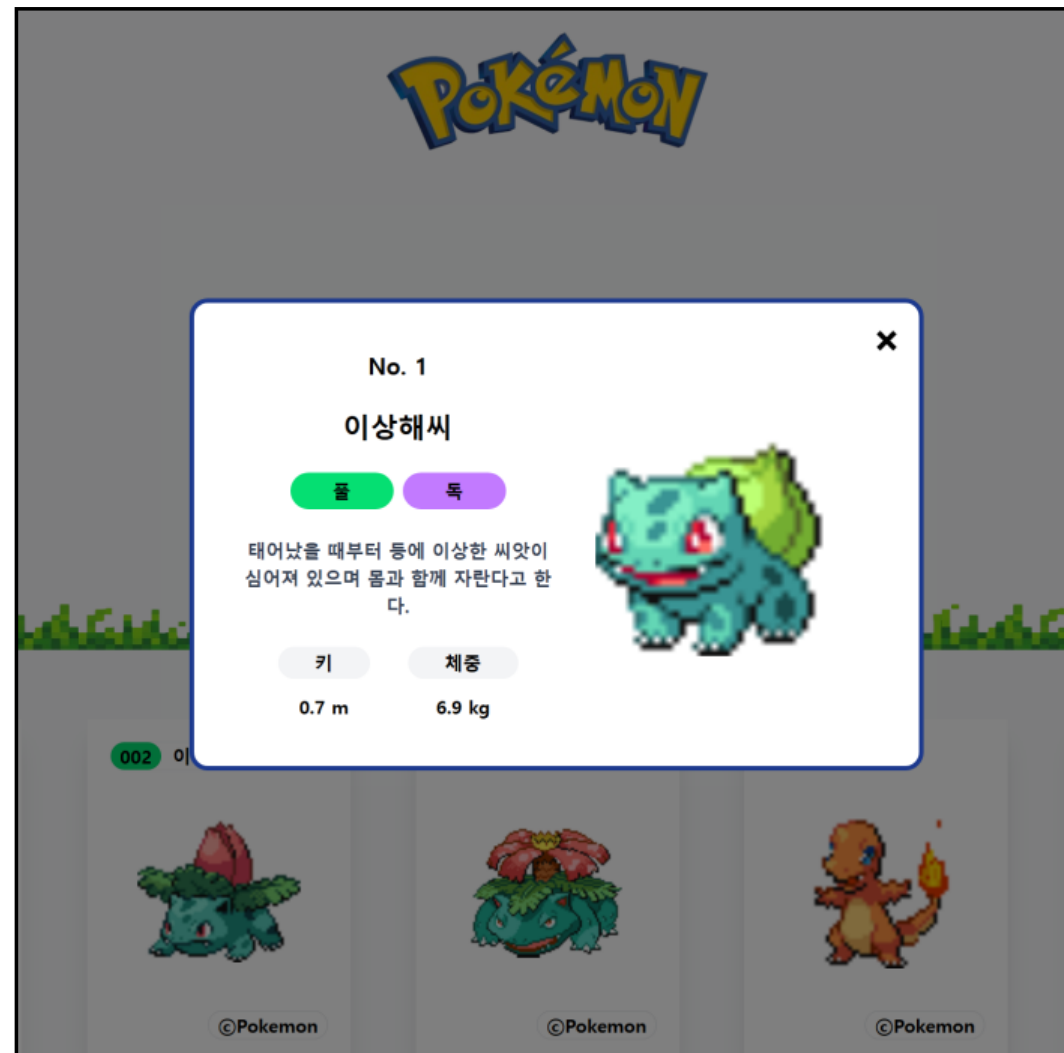 POKéMON
No. 1
이상해씨
풀 독
태어났을 때부터 등에 이상한 씨앗이
심어져 있으며 몸과 함께 자란다고 한
다.
키 체중
0.7 m 6.9 kg
002 이
©Pokemon ©Pokemon ©Pokemon